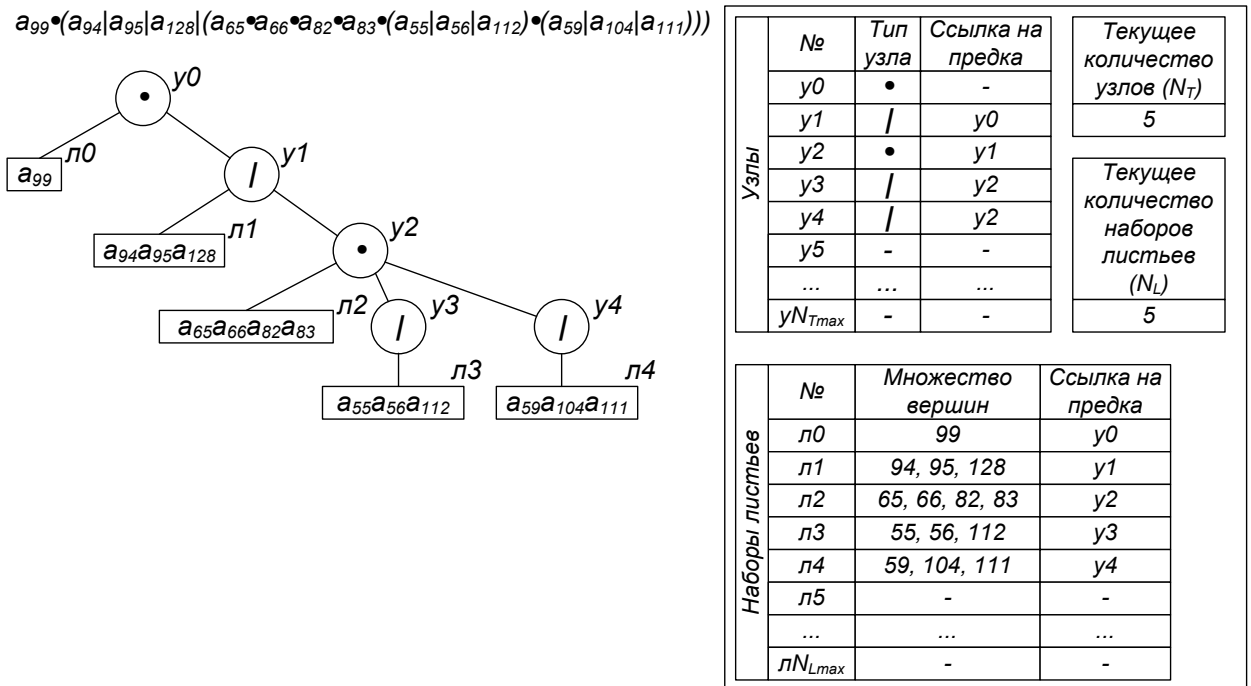 a99•(a94|a95|a128|(a65•a66•a82•a83•(a55|a56|a112)•(a59|a104|a111)))
• y0
a99 л0
| y1
a94a95a128 л1
• y2
a65a66a82a83 л2
| y3
| y4
a55a56a112 л3
a59a104a111 л4
Узлы
№ Тип узла Ссылка на предка
y0 • -
y1 | y0
y2 • y1
y3 | y2
y4 | y2
y5 - -
... ... ...
yNTmax - -
Текущее
количество
узлов (NT)
5
Текущее
количество
наборов
листьев
(NL)
5
Наборы листьев
№ Множество вершин Ссылка на предка
л0 99 y0
л1 94, 95, 128 y1
л2 65, 66, 82, 83 y2
л3 55, 56, 112 y3
л4 59, 104, 111 y4
л5 - -
... ... ...
лNLmax - -